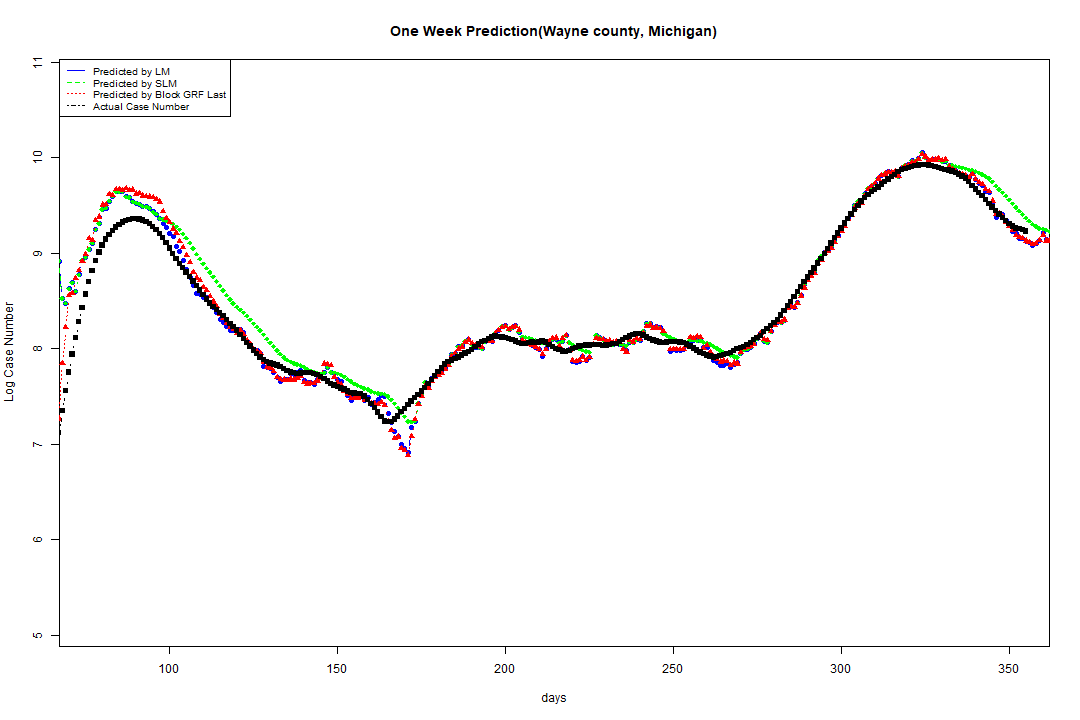 One Week Prediction(Wayne county, Michigan)
Predicted by LM
Predicted by SLM
Predicted by Block GRF Last
Actual Case Number
Log Case Number
11
10
9
8
7
6
5
100 150 200 250 300 350
days